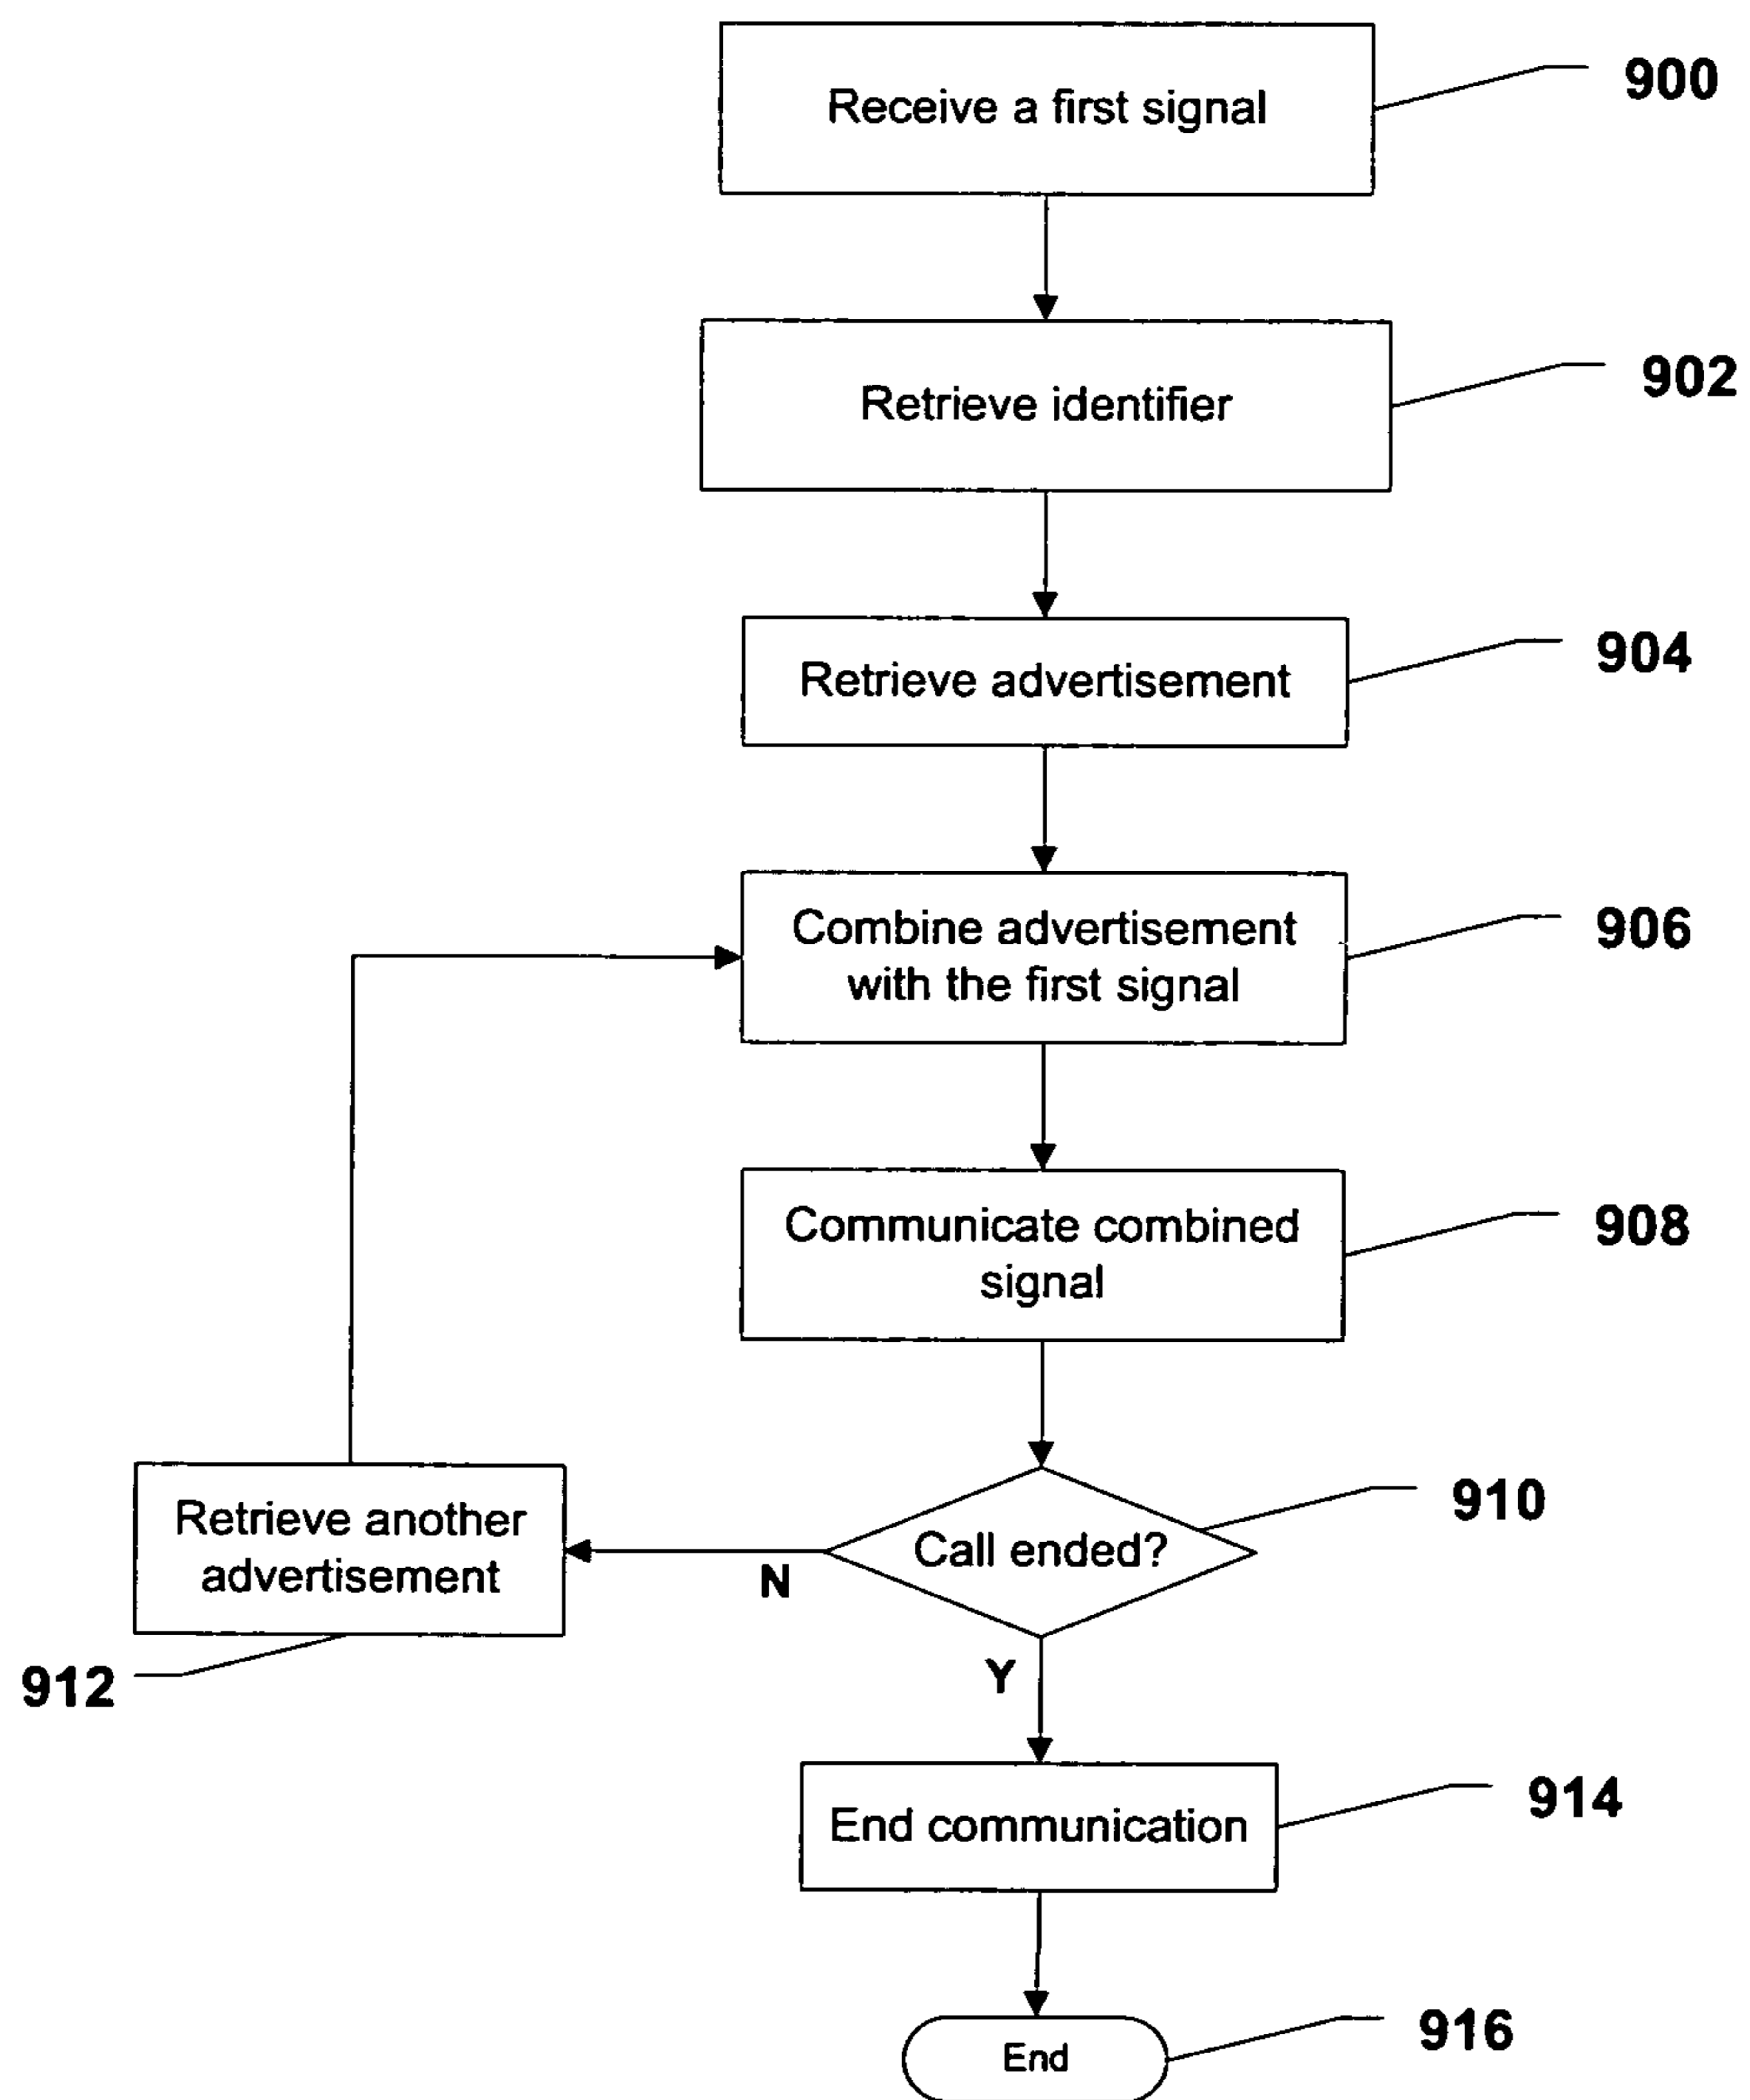 Receive a first signal
900
Retrieve identifier
902
Retrieve advertisement
904
Combine advertisement
with the first signal
906
Communicate combined
signal
908
Call ended?
910
N
Retrieve another
advertisement
912
Y
End communication
914
End
916